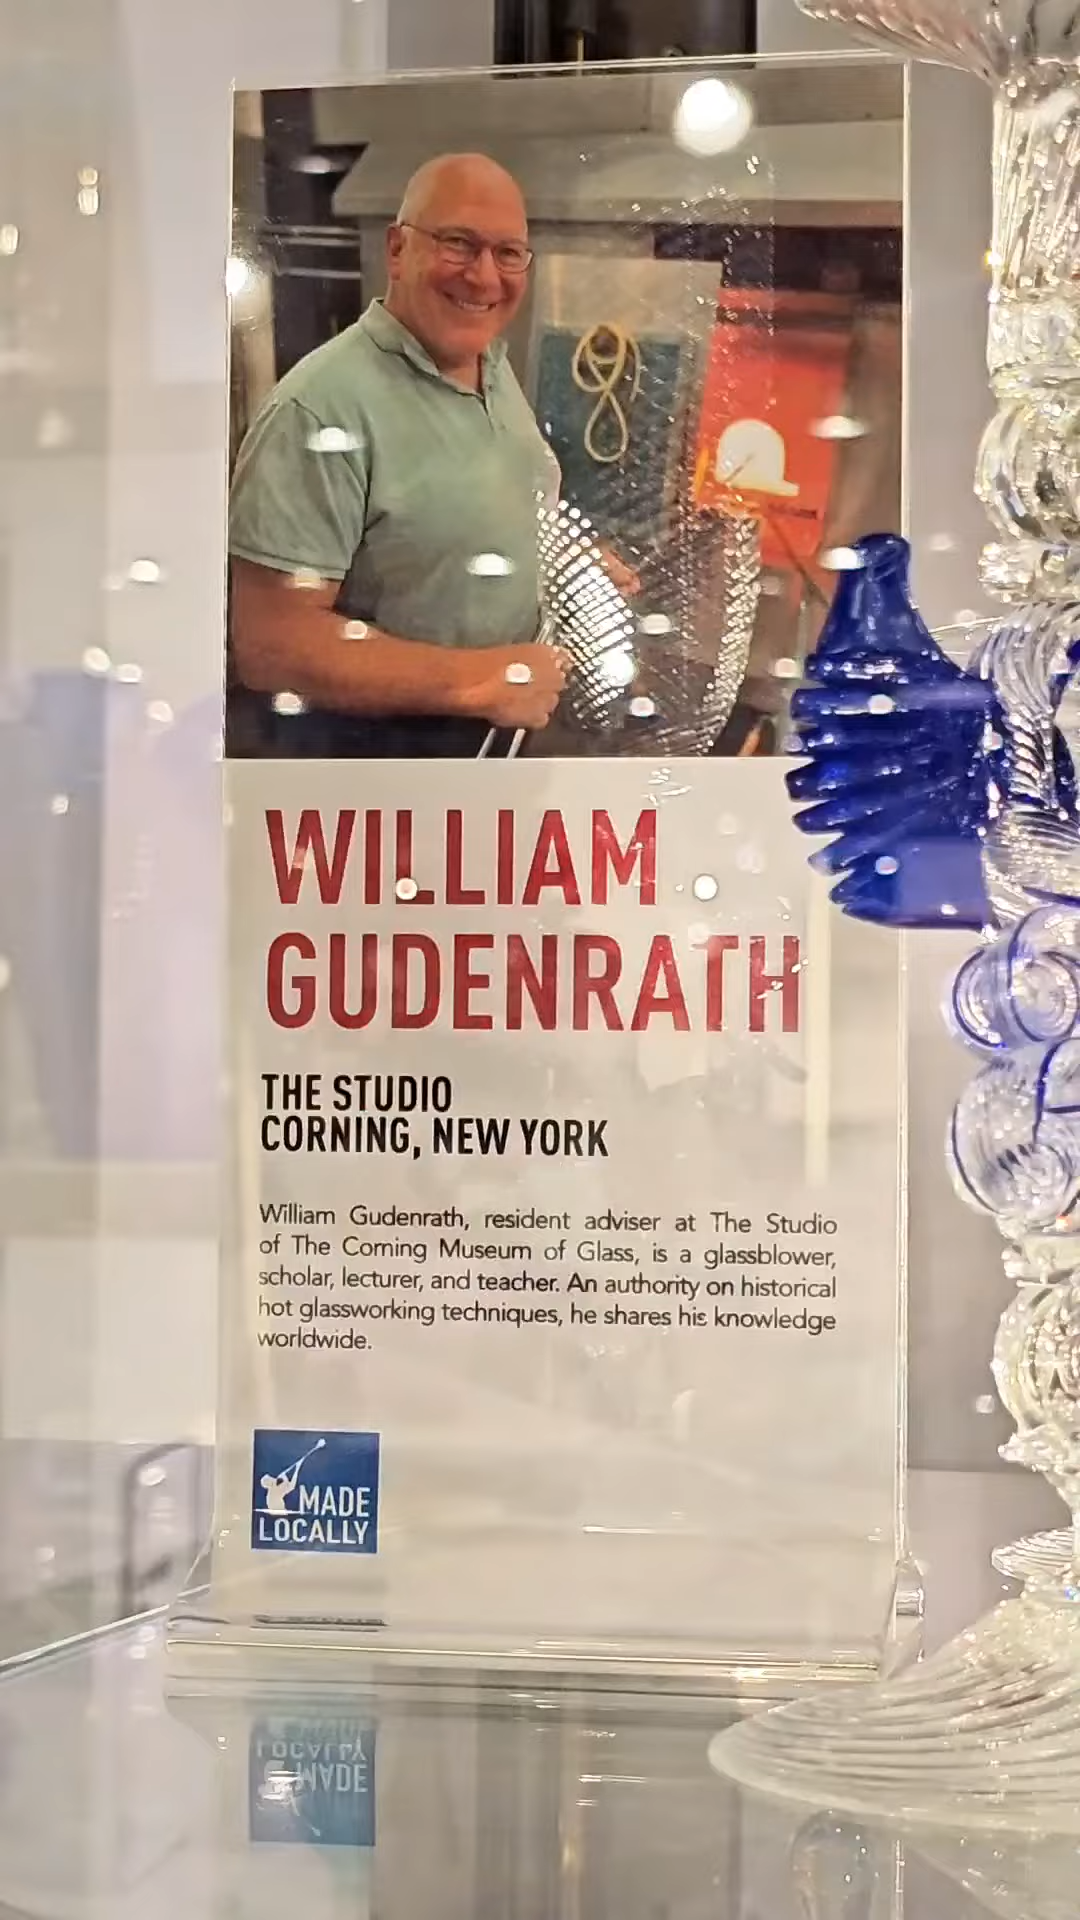 WILLIAM
GUDENRATH
THE STUDIO
CORNING, NEW YORK
William Gudenrath, resident adviser at The Studio
of The Corning Museum of Glass, is a glassblower,
scholar, lecturer, and teacher. An authority on historical
hot glassworking techniques, he shares his knowledge
worldwide.
MADE
LOCALLY